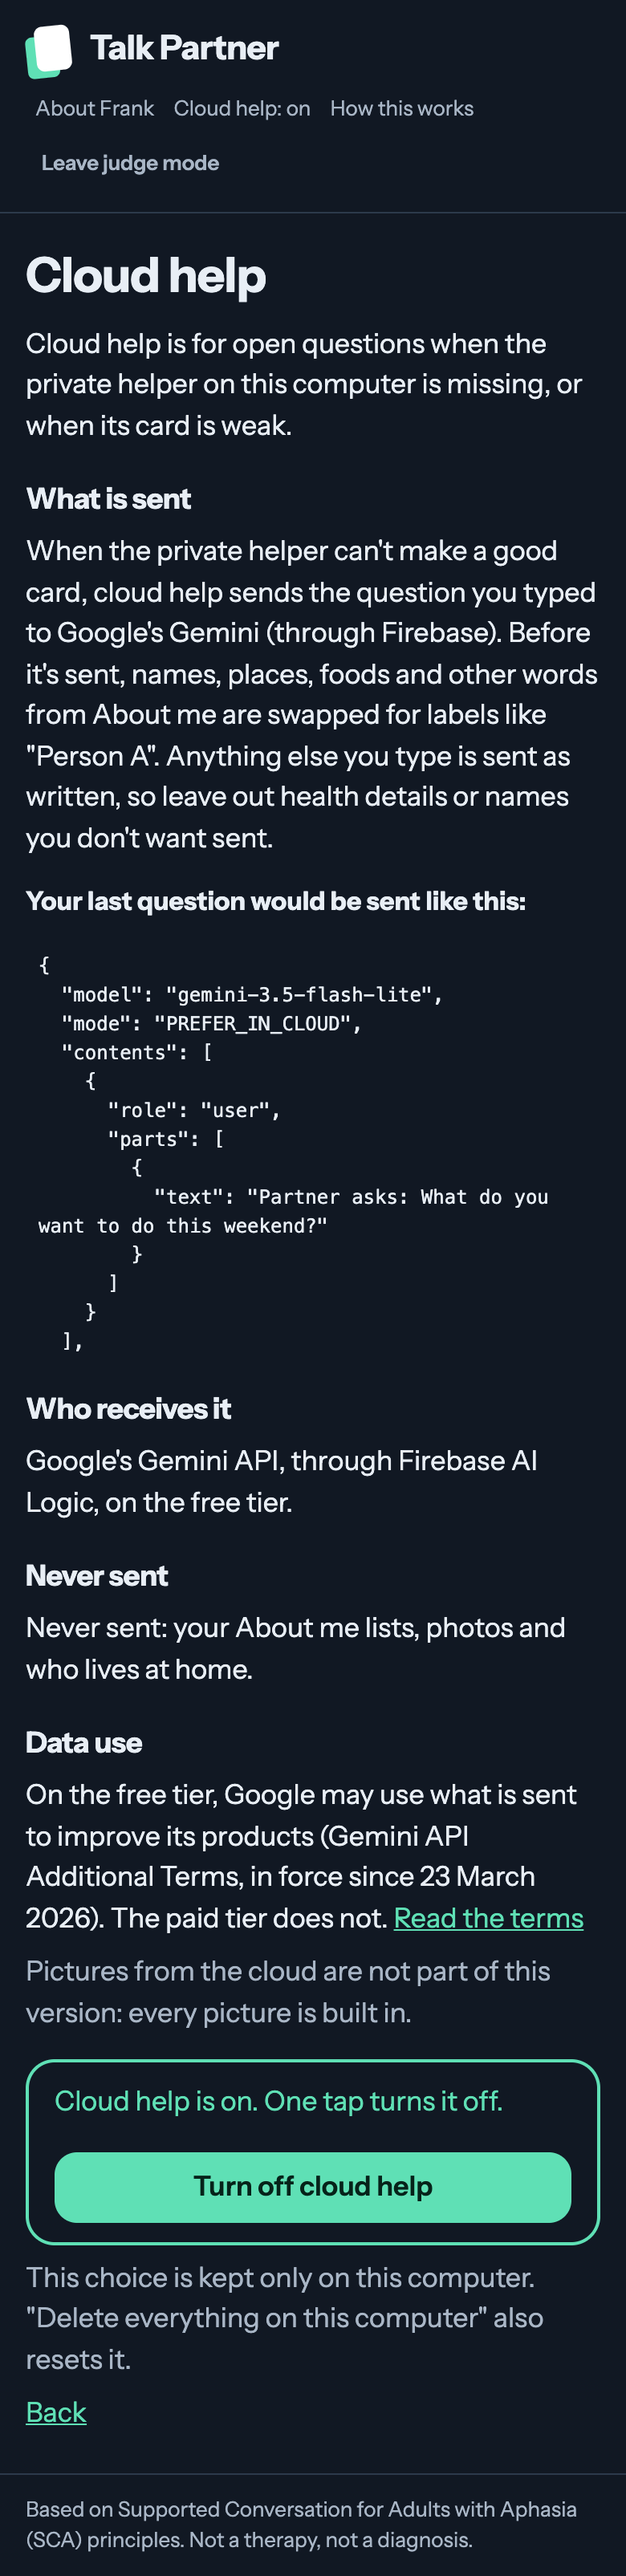 Talk Partner
About Frank Cloud help: on How this works
Leave judge mode
Cloud help
Cloud help is for open questions when the
private helper on this computer is missing, or
when its card is weak.
What is sent
When the private helper can't make a good
card, cloud help sends the question you typed
to Google's Gemini (through Firebase). Before
it's sent, names, places, foods and other words
from About me are swapped for labels like
"Person A". Anything else you type is sent as
written, so leave out health details or names
you don't want sent.
Your last question would be sent like this:
{
  "model": "gemini-3.5-flash-lite",
  "mode": "PREFER_IN_CLOUD",
  "contents": [
    {
      "role": "user",
      "parts": [
        {
          "text": "Partner asks: What do you
want to do this weekend?"
        }
      ]
    }
  ],
Who receives it
Google's Gemini API, through Firebase AI
Logic, on the free tier.
Never sent
Never sent: your About me lists, photos and
who lives at home.
Data use
On the free tier, Google may use what is sent
to improve its products (Gemini API
Additional Terms, in force since 23 March
2026). The paid tier does not. Read the terms
Pictures from the cloud are not part of this
version: every picture is built in.
Cloud help is on. One tap turns it off.
Turn off cloud help
This choice is kept only on this computer.
"Delete everything on this computer" also
resets it.
Back
Based on Supported Conversation for Adults with Aphasia
(SCA) principles. Not a therapy, not a diagnosis.